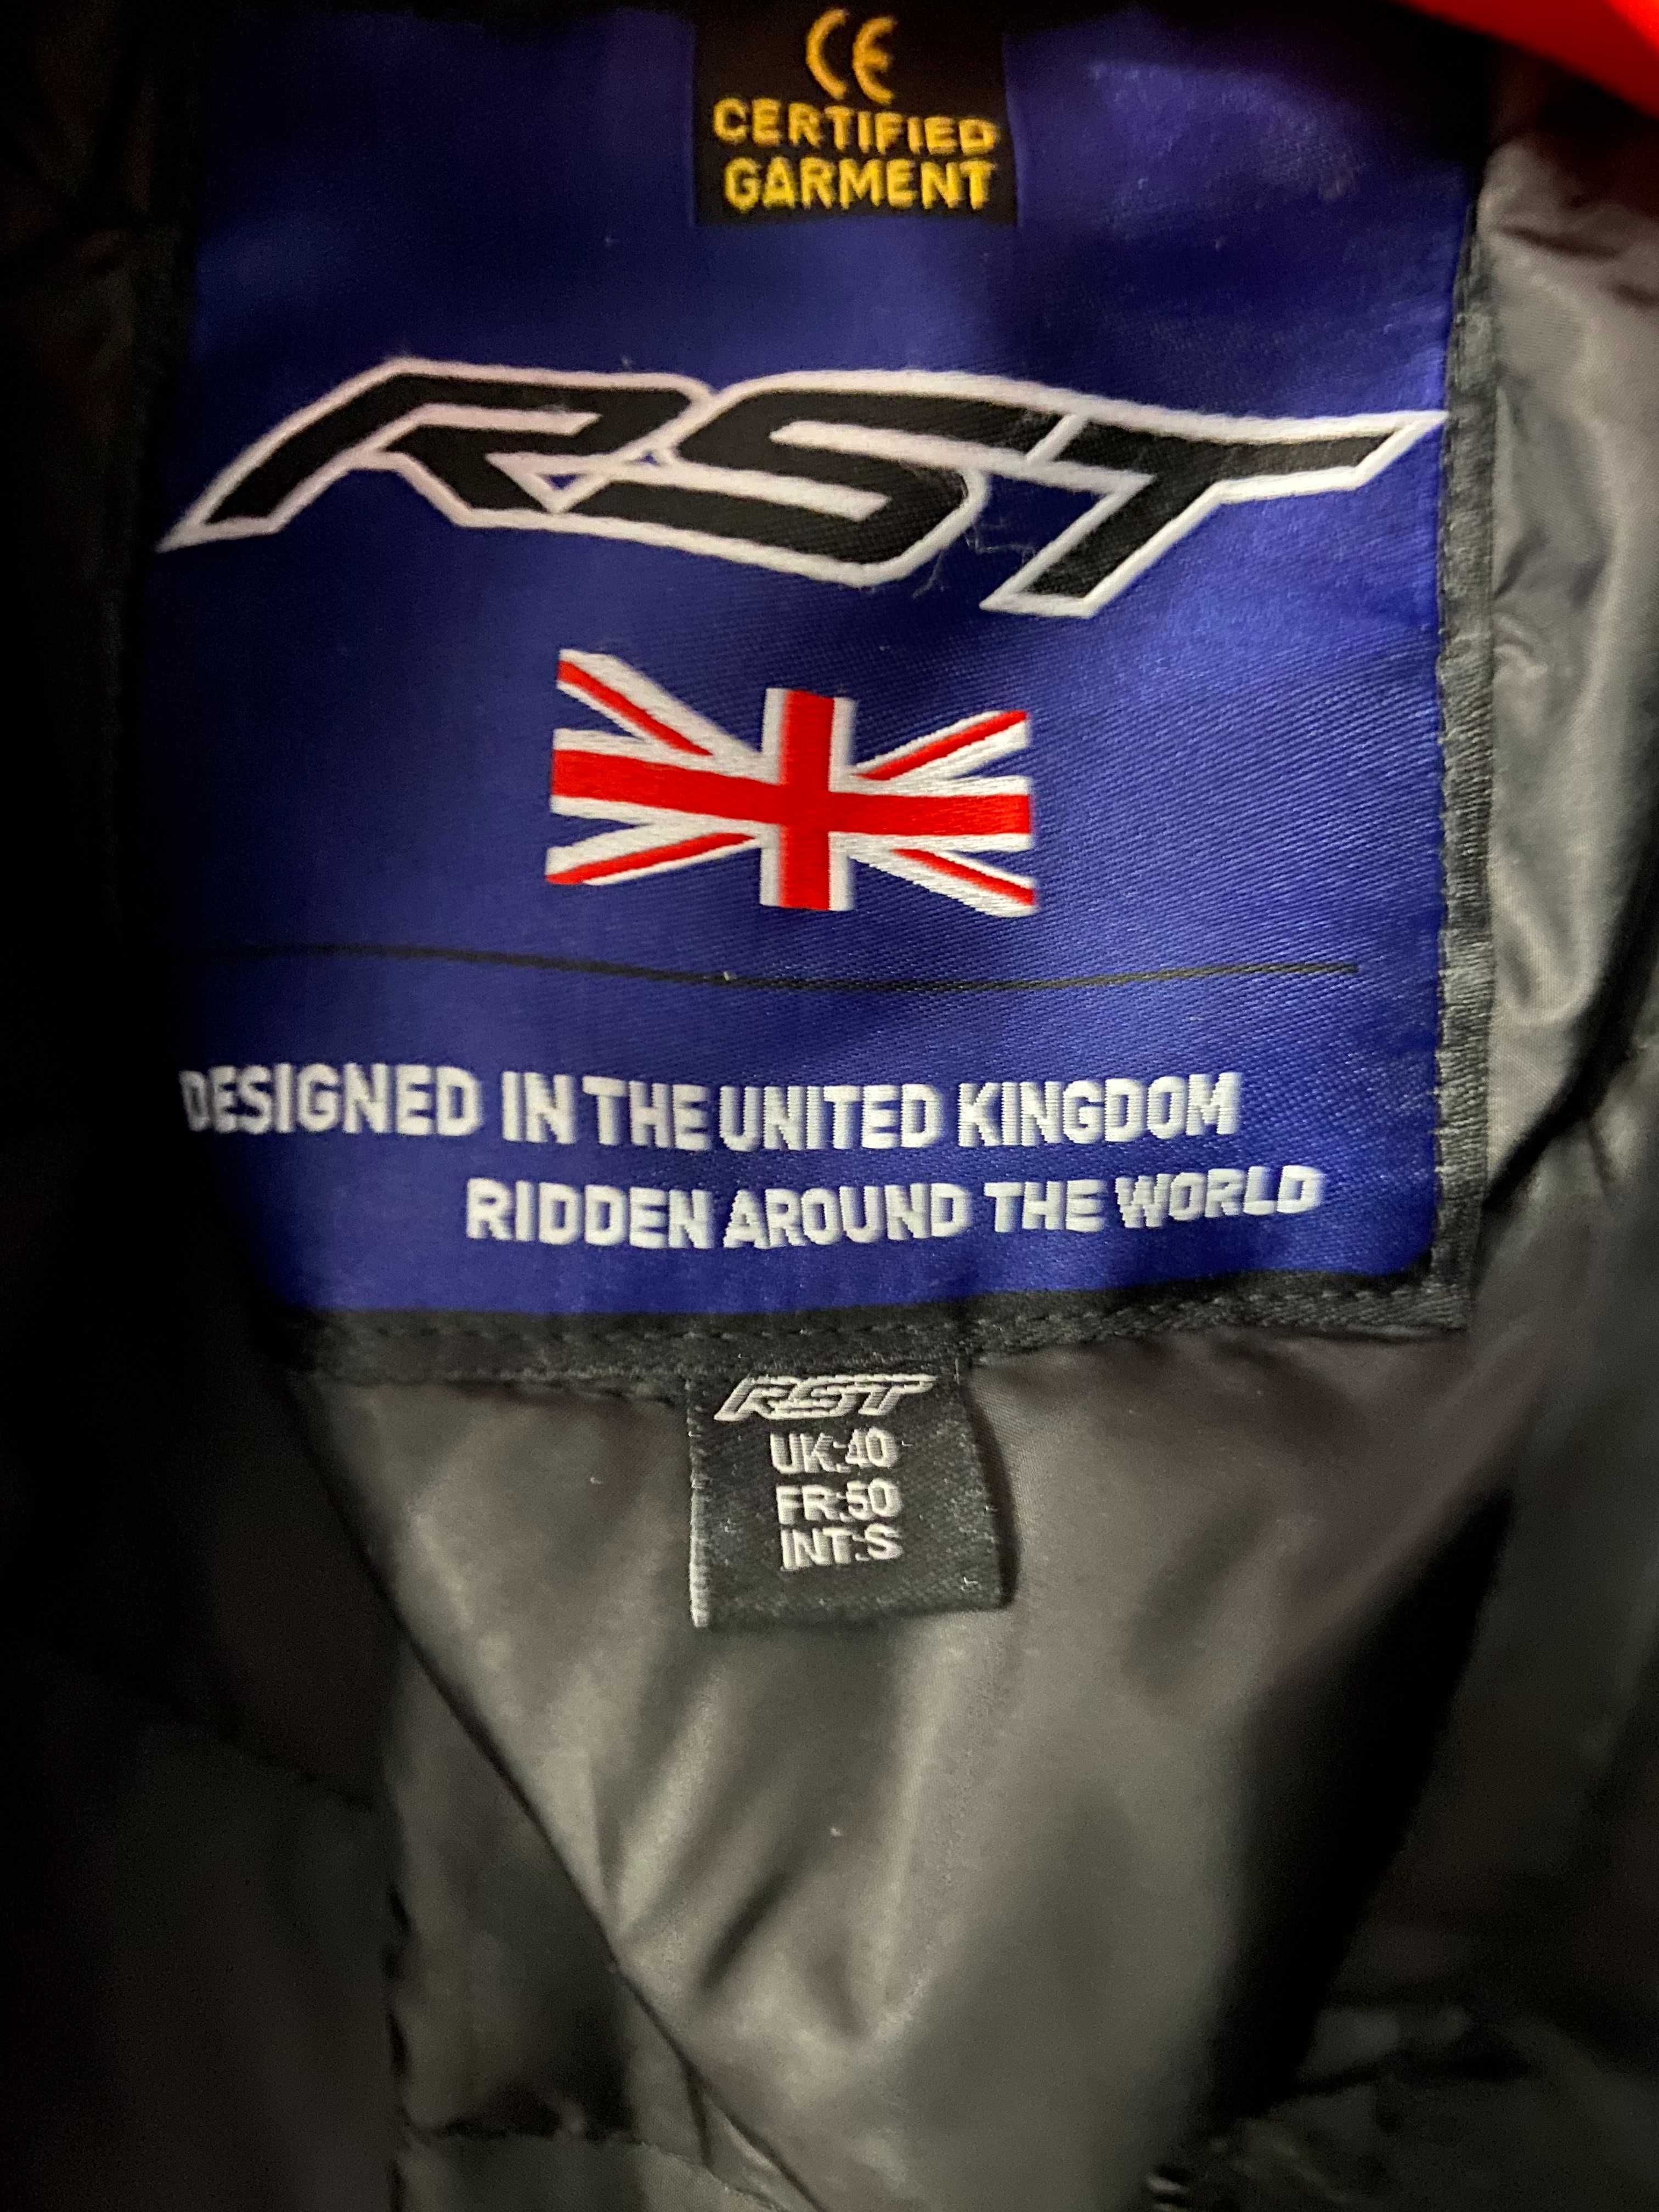 CE
CERTIFIED
GARMENT
RST
DESIGNED IN THE UNITED KINGDOM
RIDDEN AROUND THE WORLD
RST
UK:40
FR:50
INT:S